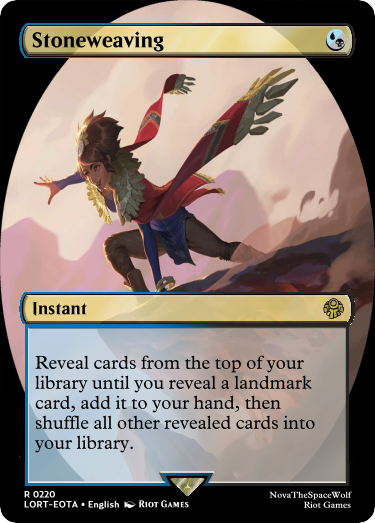 Stoneweaving
Instant
Reveal cards from the top of your
library until you reveal a landmark
card, add it to your hand, then
shuffle all other revealed cards into
your library.
R 0220
NovaTheSpaceWolf
LORT-EOTA • English Riot Games
Riot Games